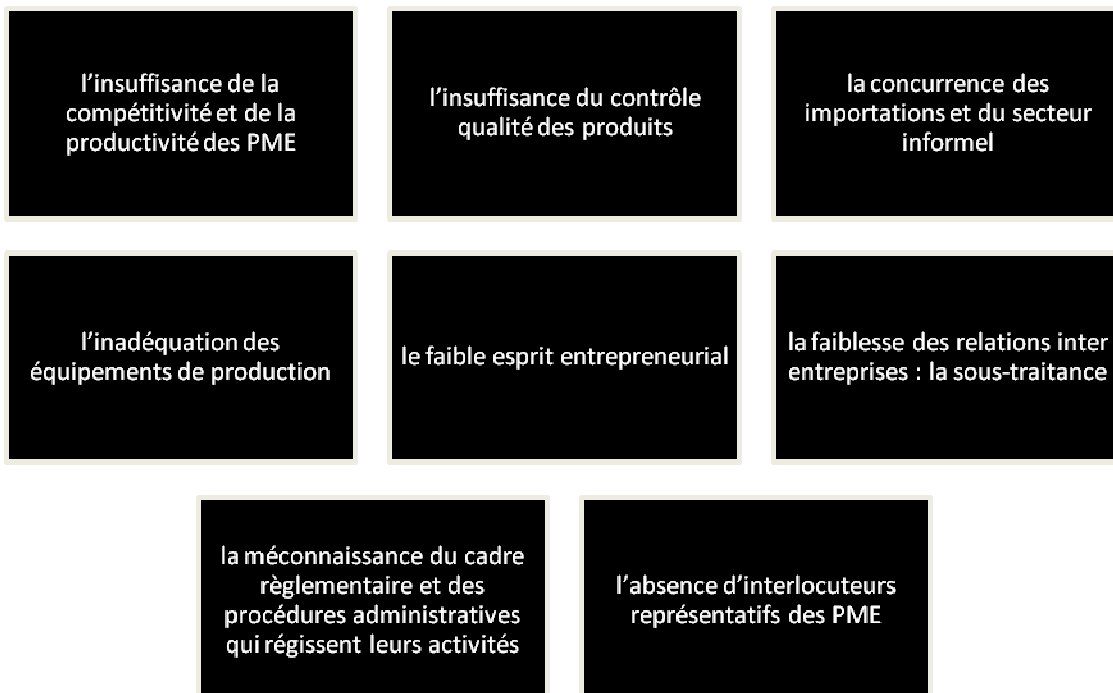 l’insuffisance de la
compétitivité et de la
productivité des PME
l’insuffisance du contrôle
qualité des produits
la concurrence des
importations et du secteur
informel
l’inadéquation des
équipements de production
le faible esprit entrepreneurial
la faiblesse des relations inter
entreprises : la sous-traitance
la méconnaissance du cadre
règlementaire et des
procédures administratives
qui régissent leurs activités
l’absence d’interlocuteurs
représentatifs des PME